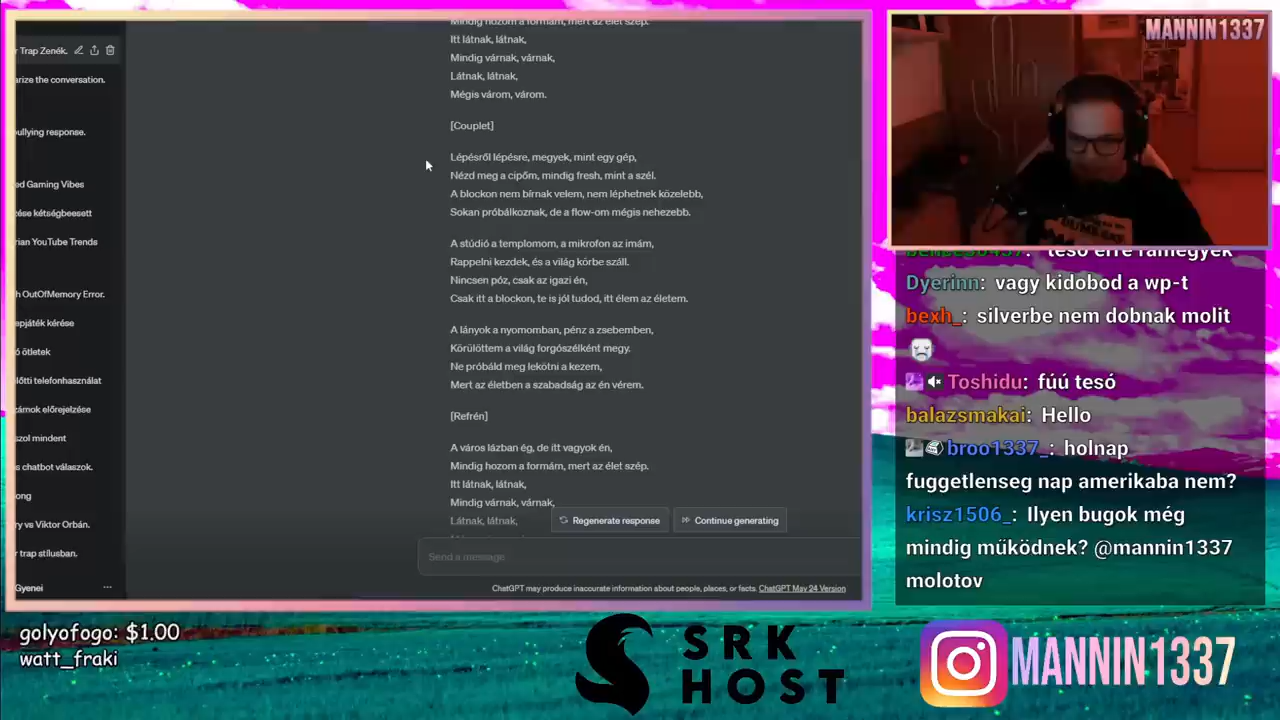 r Trap Zenék.
arize the conversation.
ullying response.
ed Gaming Vibes
zése kétségbeesett
rian YouTube Trends
h OutOfMemory Error.
epjáték kérése
ó ötletek
lőtti telefonhasználat
zámok előrejelzése
szol mindent
s chatbot válaszok.
ong
ry vs Viktor Orbán.
r trap stílusban.
Gyenei
Mindig hozom a formám, mert az élet szép.
Itt látnak, látnak,
Mindig várnak, várnak,
Látnak, látnak,
Mégis várom, várom.
[Couplet]
Lépésről lépésre, megyek, mint egy gép,
Nézd meg a cipőm, mindig fresh, mint a szél.
A blockon nem bírnak velem, nem léphetnek közelebb,
Sokan próbálkoznak, de a flow-om mégis nehezebb.
A stúdió a templomom, a mikrofon az imám,
Rappelni kezdek, és a világ körbe száll.
Nincsen póz, csak az igazi én,
Csak itt a blockon, te is jól tudod, itt élem az életem.
A lányok a nyomomban, pénz a zsebemben,
Körülöttem a világ forgószélként megy.
Ne próbáld meg lekötni a kezem,
Mert az életben a szabadság az én vérem.
[Refrén]
A város lázban ég, de itt vagyok én,
Mindig hozom a formám, mert az élet szép.
Itt látnak, látnak,
Mindig várnak, várnak,
Látnak, látnak,
Regenerate response
Continue generating
Send a message
ChatGPT may produce inaccurate information about people, places, or facts. ChatGPT May 24 Version
MANNIN1337
tesó erre rámegyek
Dyerinn: vagy kidobod a wp-t
bexh_: silverbe nem dobnak molit
Toshidu: fúú tesó
balazsmakai: Hello
broo1337_: holnap
fuggetlenseg nap amerikaba nem?
krisz1506_: Ilyen bugok még
mindig működnek? @mannin1337
molotov
golyofogo: $1.00
watt_fraki
SRK
HOST
MANNIN1337